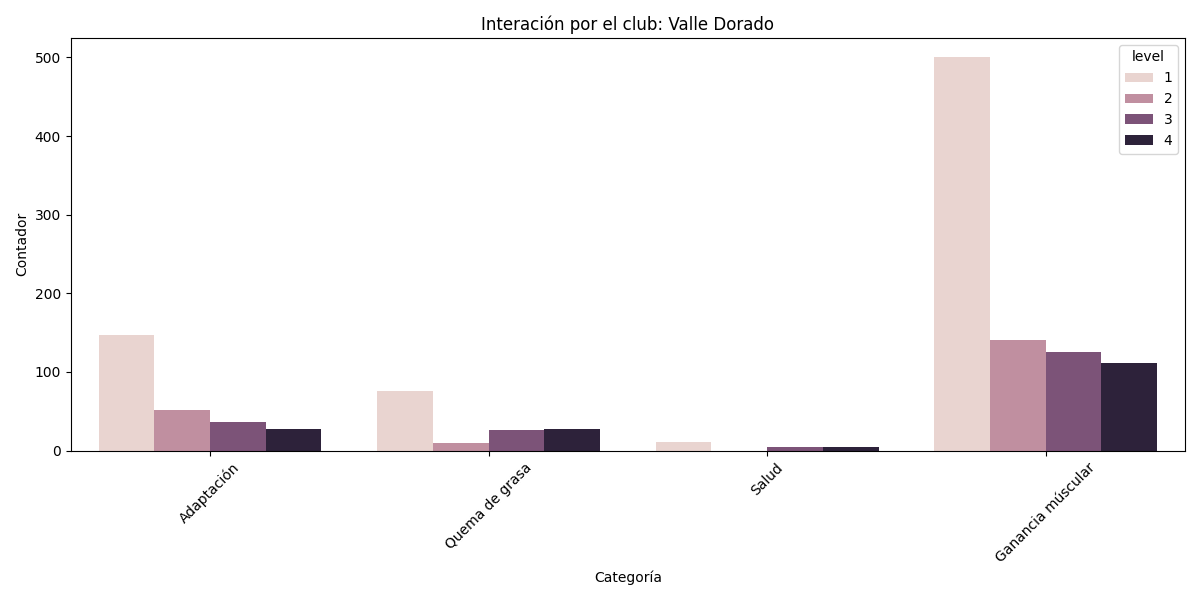 Interación por el club: Valle Dorado
level
1
2
3
4
500
400
300
200
100
0
Contador
Adaptación
Quema de grasa
Salud
Ganancia múscular
Categoría